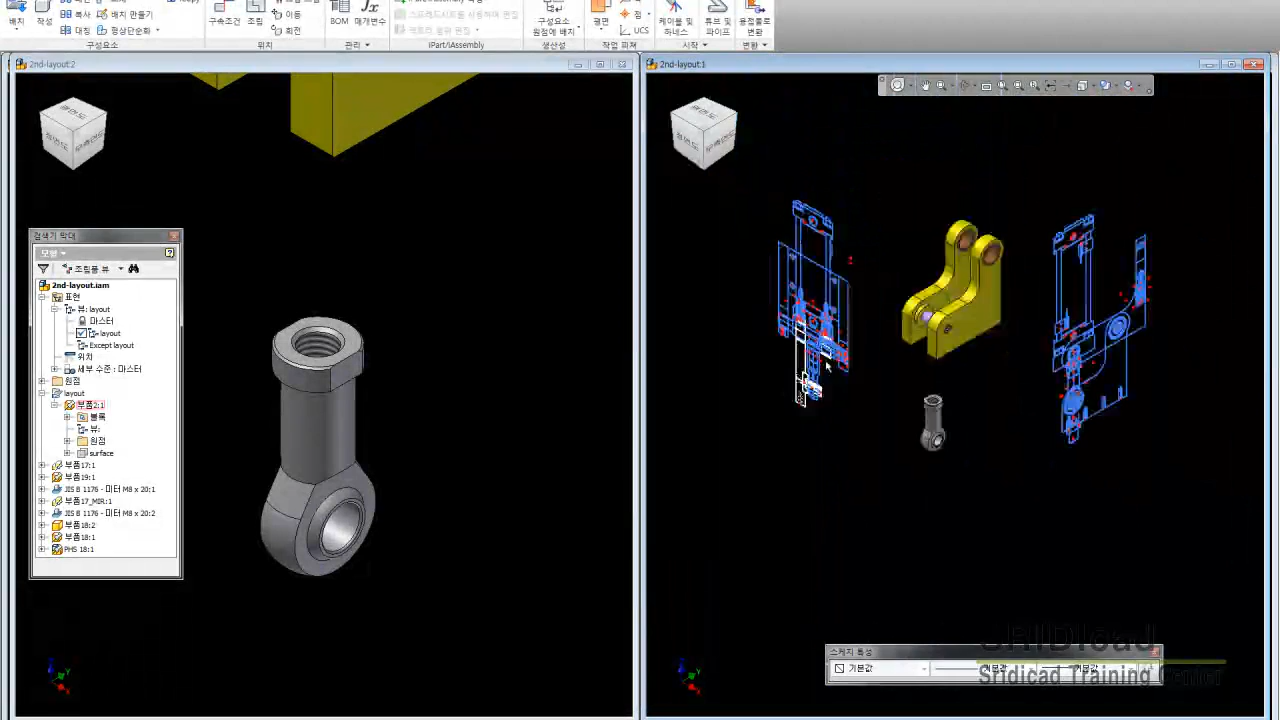 배치
작성
복사
배치 만들기
대칭
형상단순화
구성요소
구속조건
조립
이동
회전
위치
BOM
매개변수
관리
iPart/iAssembly
구성요소
원점에 배치
생산성
평면
점
UCS
작업 피쳐
케이블 및
하네스
튜브 및
파이프
시작
용접물로
변환
변환
2nd-layout:2
2nd-layout:1
검색기 막대
모형
조립품 뷰
2nd-layout.iam
표현
뷰: layout
마스터
layout
Except layout
위치
세부 수준 : 마스터
원점
layout
부품2:1
블록
뷰:
원점
surface
부품17:1
부품19:1
JIS B 1176 - 미터 M8 x 20:1
부품17_MIR:1
JIS B 1176 - 미터 M8 x 20:2
부품18:2
부품18:1
PHS 18:1
스케치 특성
기본값
기본값
기본값
Sridicad Training Center